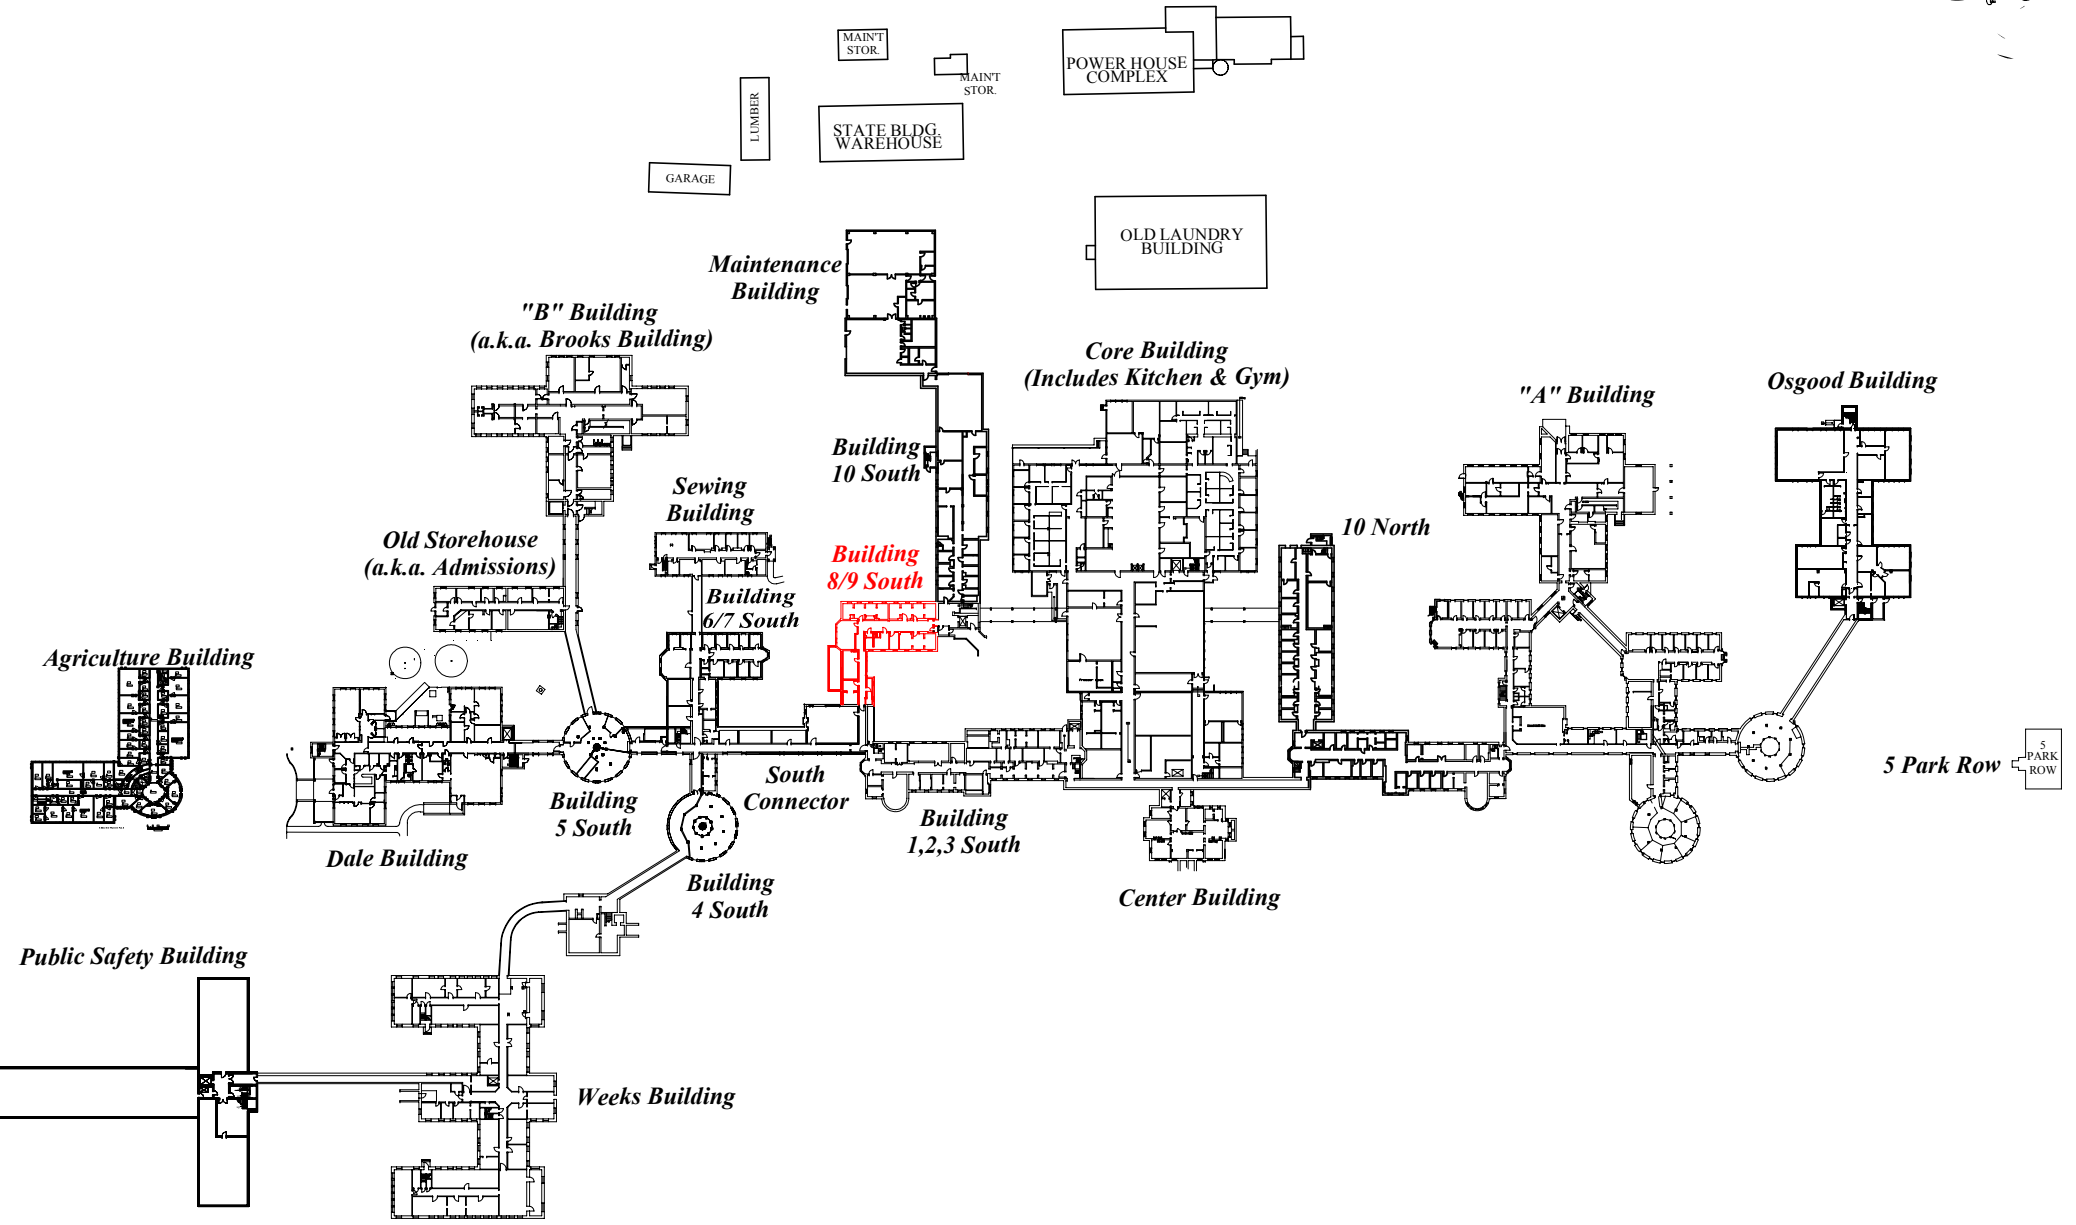 MAIN'T
STOR.
MAIN'T
STOR.
POWER HOUSE
COMPLEX
LUMBER
STATE BLDG.
WAREHOUSE
GARAGE
OLD LAUNDRY
BUILDING
Maintenance
Building
"B" Building
(a.k.a. Brooks Building)
Core Building
(Includes Kitchen & Gym)
"A" Building
Osgood Building
Building
10 South
Sewing
Building
10 North
Old Storehouse
(a.k.a. Admissions)
Building
8/9 South
Building
6/7 South
Agriculture Building
5
PARK
ROW
5 Park Row
South
Connector
Building
5 South
Building
1,2,3 South
Dale Building
Building
4 South
Center Building
Public Safety Building
Weeks Building